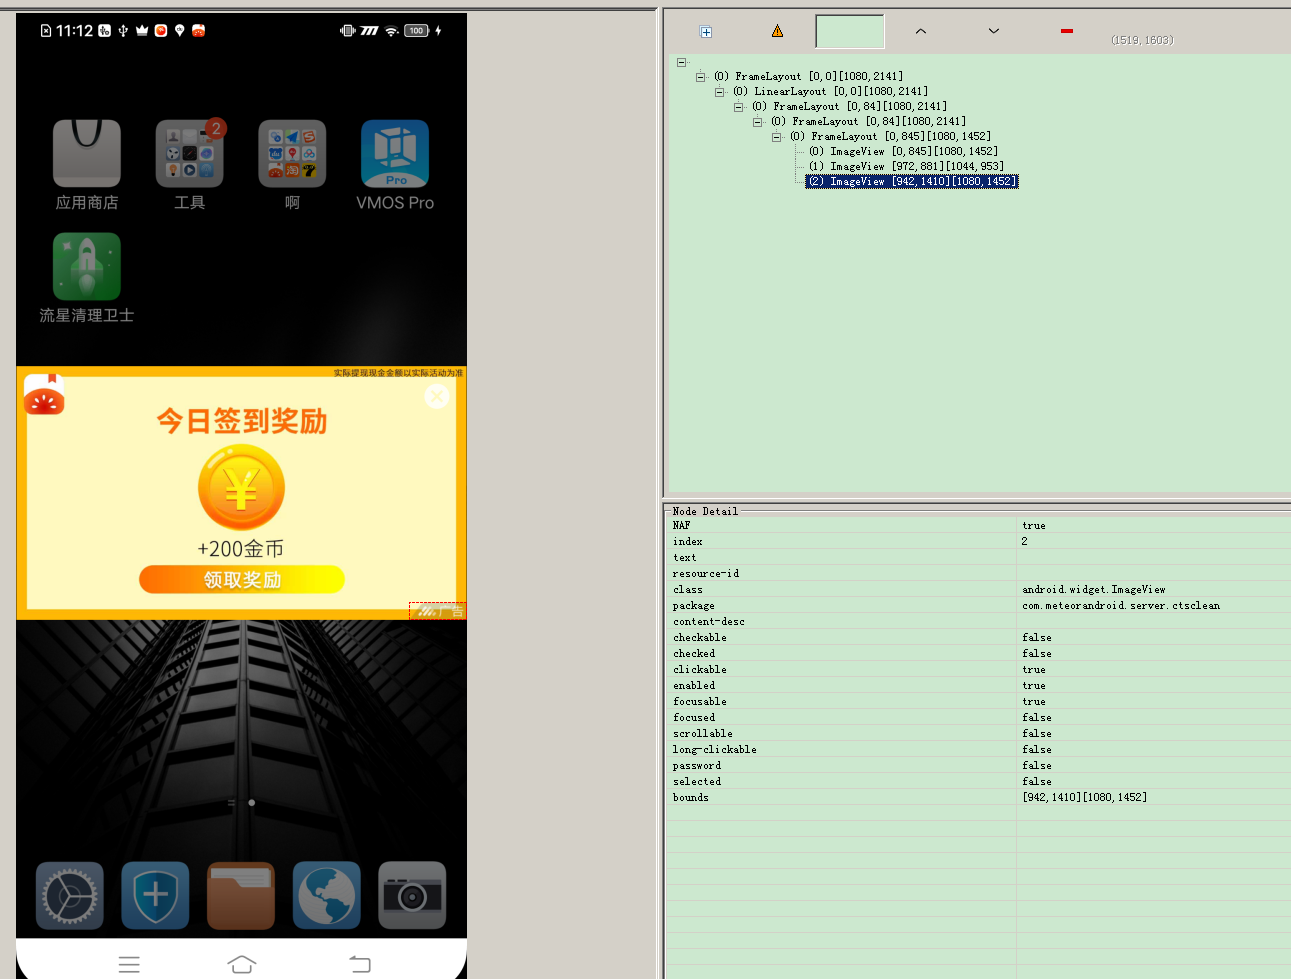 11:12
100
2
应用商店
工具
啊
Pro
VMOS Pro
流星清理卫士
实际提现现金金额以实际活动为准
今日签到奖励
¥
+200金币
领取奖励
广告
(1519,1603)
(0) FrameLayout [0,0][1080,2141]
(0) LinearLayout [0,0][1080,2141]
(0) FrameLayout [0,84][1080,2141]
(0) FrameLayout [0,84][1080,2141]
(0) FrameLayout [0,845][1080,1452]
(0) ImageView [0,845][1080,1452]
(1) ImageView [972,881][1044,953]
(2) ImageView [942,1410][1080,1452]
Node Detail
NAF true
index 2
text
resource-id
class android.widget.ImageView
package com.meteorandroid.server.ctsclean
content-desc
checkable false
checked false
clickable true
enabled true
focusable true
focused false
scrollable false
long-clickable false
password false
selected false
bounds [942,1410][1080,1452]